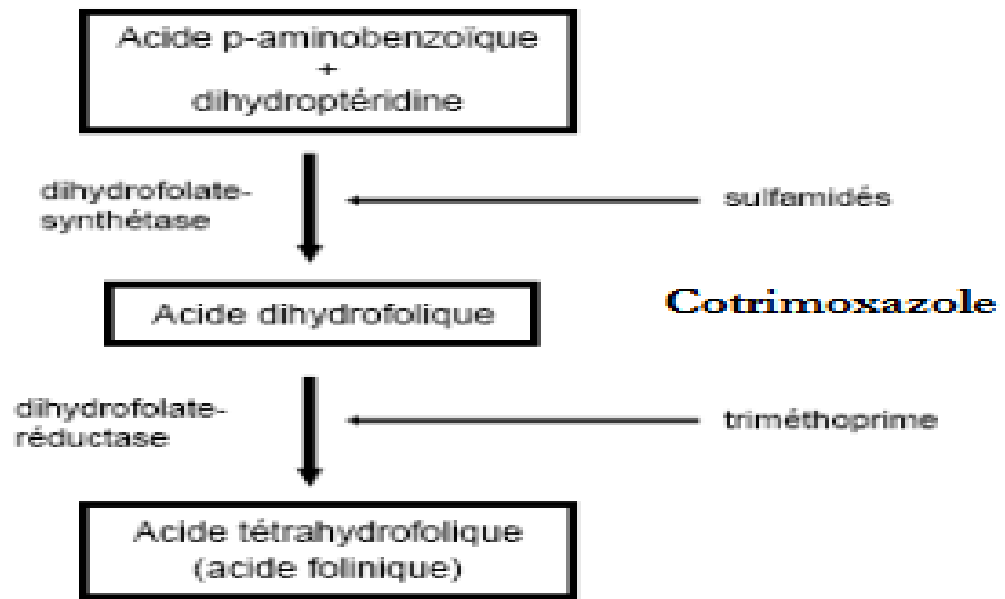 Acide p-aminobenzoïque
+
dihydroptéridine
dihydrofolate-
synthétase
sulfamidés
Acide dihydrofolique
Cotrimoxazole
dihydrofolate-
réductase
triméthoprime
Acide tétrahydrofolique
(acide folinique)